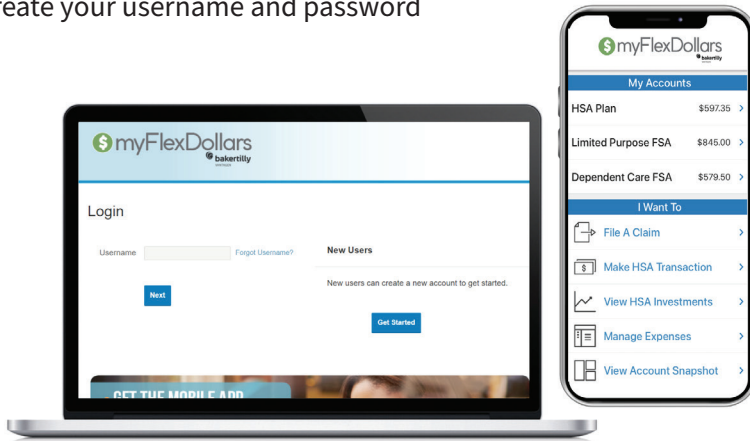 reate your username and password
myFlexDollars
bakertilly
Login
Username
Forgot Username?
Next
New Users
New users can create a new account to get started.
Get Started
GET THE MOBILE APP
myFlexDollars
bakertilly
My Accounts
HSA Plan $597.35 >
Limited Purpose FSA $845.00 >
Dependent Care FSA $579.50 >
I Want To
File A Claim >
$ Make HSA Transaction >
View HSA Investments >
Manage Expenses >
View Account Snapshot >